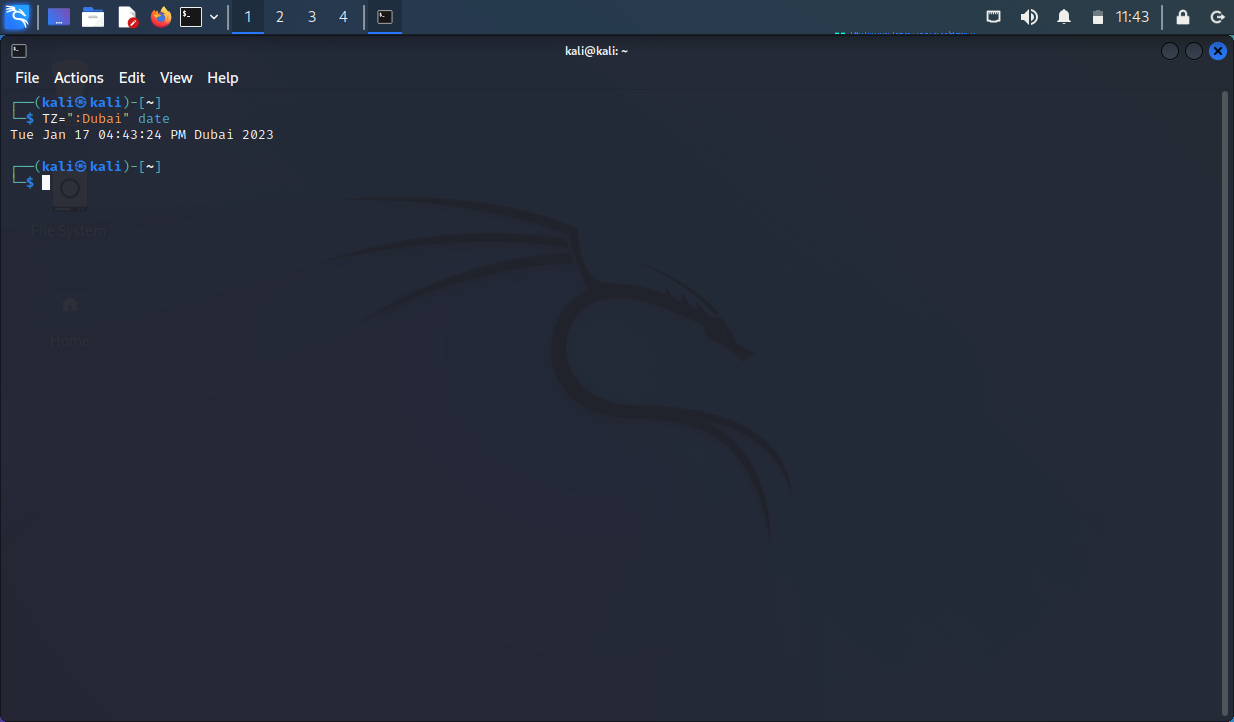 1 2 3 4 11:43
kali@kali: ~
File Actions Edit View Help
┌──(kali㉿kali)-[~]
└─$ TZ=":Dubai" date
Tue Jan 17 04:43:24 PM Dubai 2023
┌──(kali㉿kali)-[~]
└─$
File System
Home